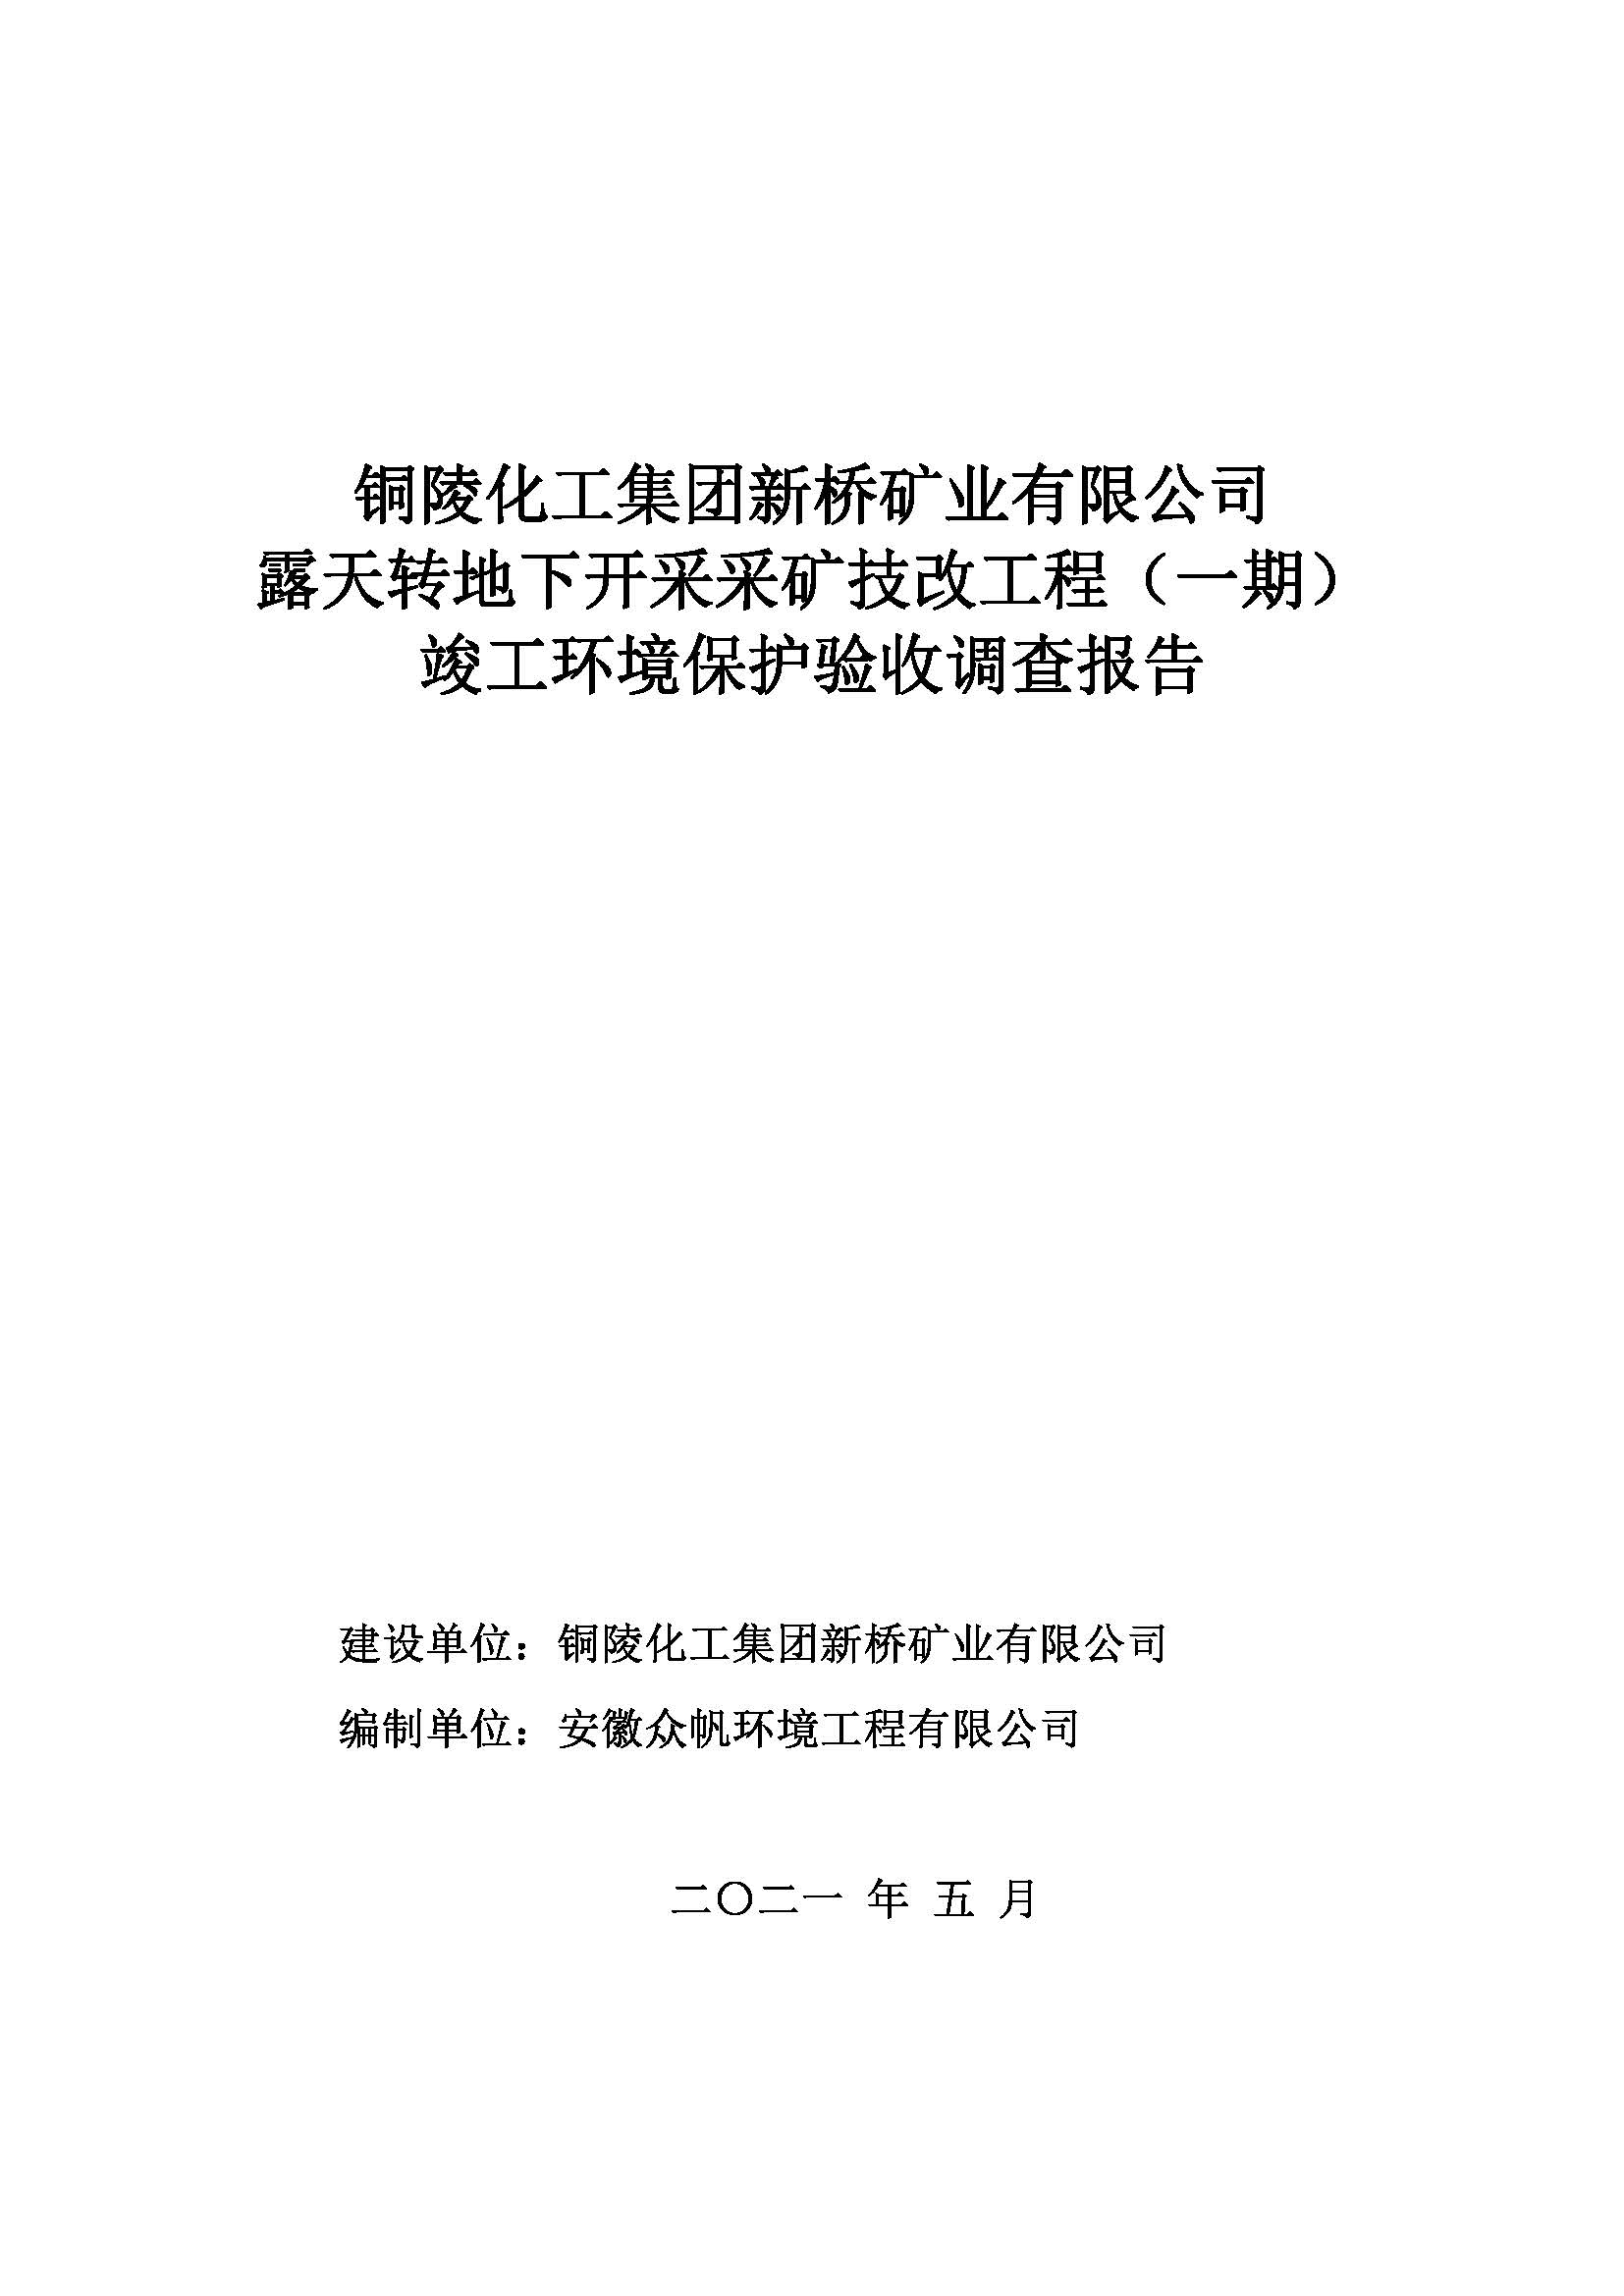 铜陵化工集团新桥矿业有限公司
露天转地下开采采矿技改工程（一期）
竣工环境保护验收调查报告
建设单位：铜陵化工集团新桥矿业有限公司
编制单位：安徽众帆环境工程有限公司
二〇二一 年 五 月